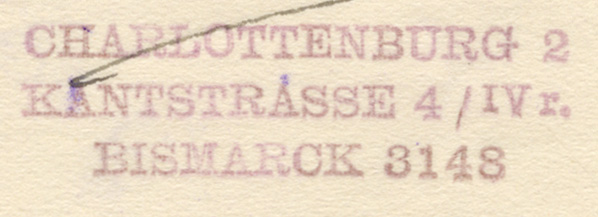 CHARLOTTENBURG 2
KANTSTRASSE 4 / IV r.
BISMARCK 3148